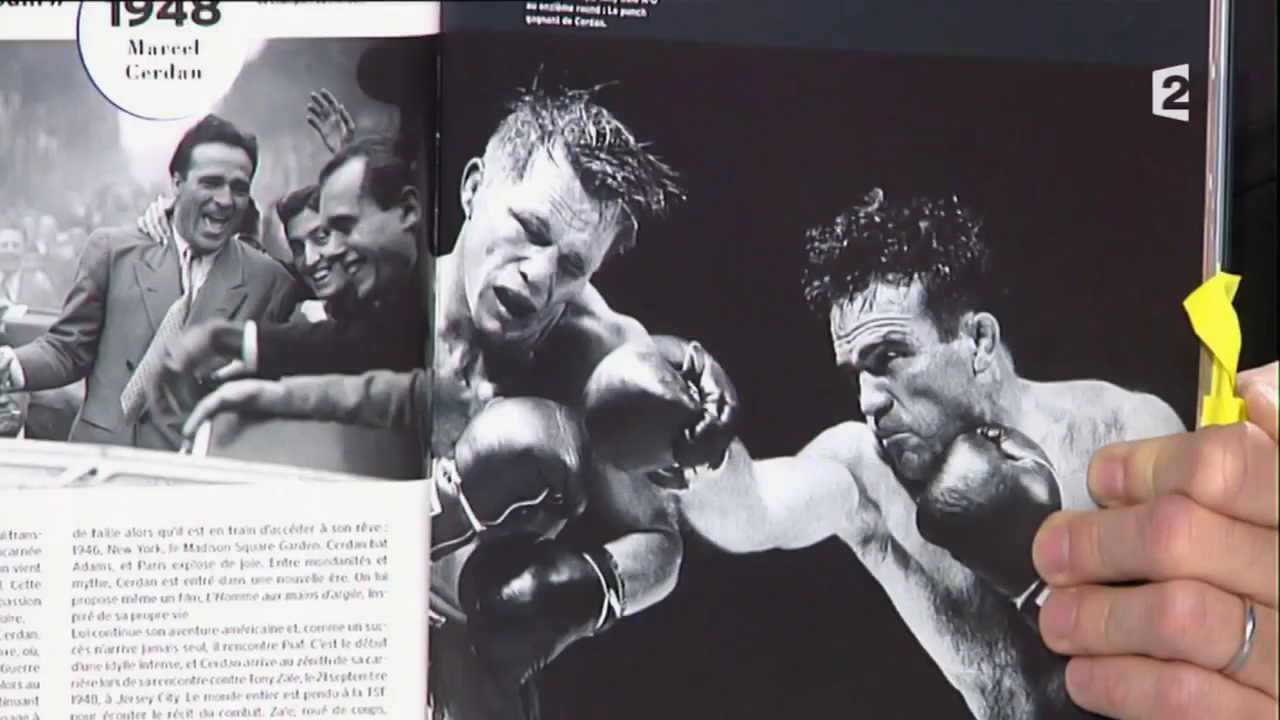 1948
Marcel
Cerdan
au onzième round : Le punch
gagnant de Cerdan.
2
de taille alors qu'il est en train d'accéder à son rêve :
1946, New York, le Madison Square Garden. Cerdan bat
Adams, et Paris explose de joie. Entre mondanités et
mythe, Cerdan est entré dans une nouvelle ère. On lui
propose même un film, L'Homme aux mains d'argile, ins-
piré de sa propre vie
Lui continue son aventure américaine et, comme un suc-
cès n'arrive jamais seul, il rencontre Piaf. C'est le début
d'une idylle intense, et Cerdan arrive au zénith de sa car-
rière lors de sa rencontre contre Tony Zale, le 21 septembre
1948, à Jersey City. Le monde entier est pendu à la TSF
pour écouter le récit du combat. Zale, roué de coups,
carnée
on vient
Cette
passion
Cerdan,
Guerre
alors au